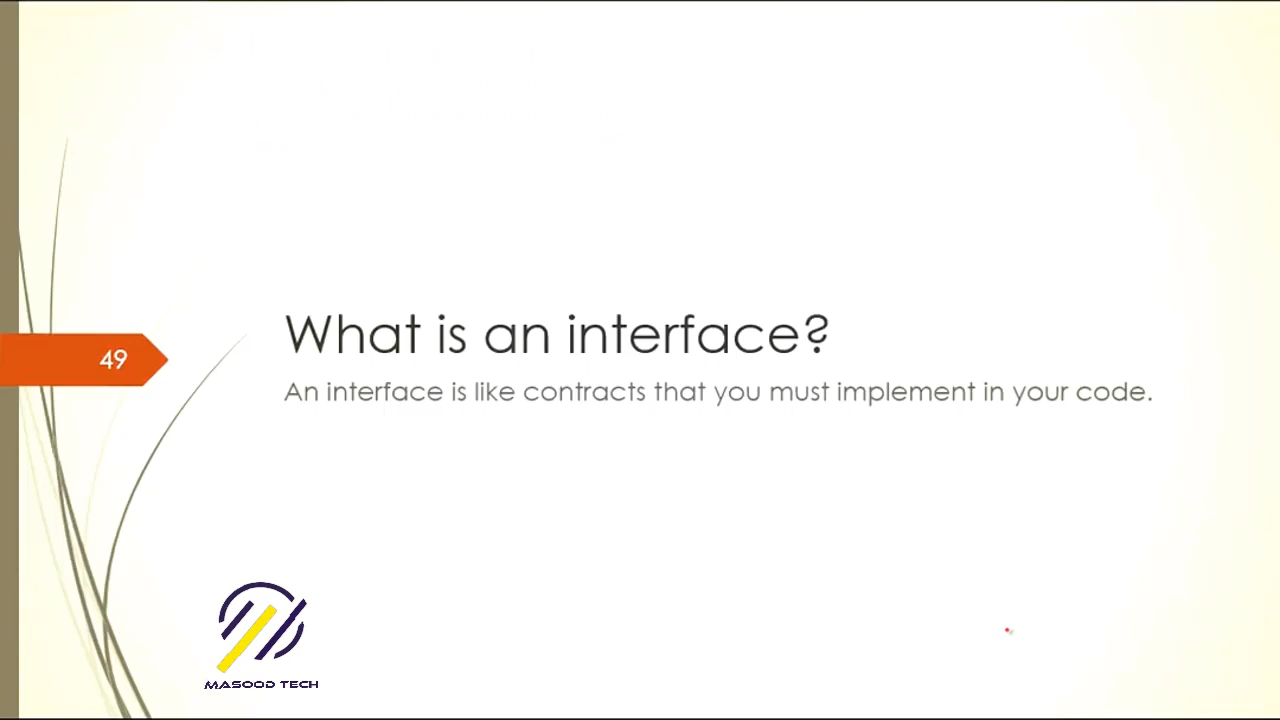 What is an interface?
49
An interface is like contracts that you must implement in your code.
MASOOD TECH